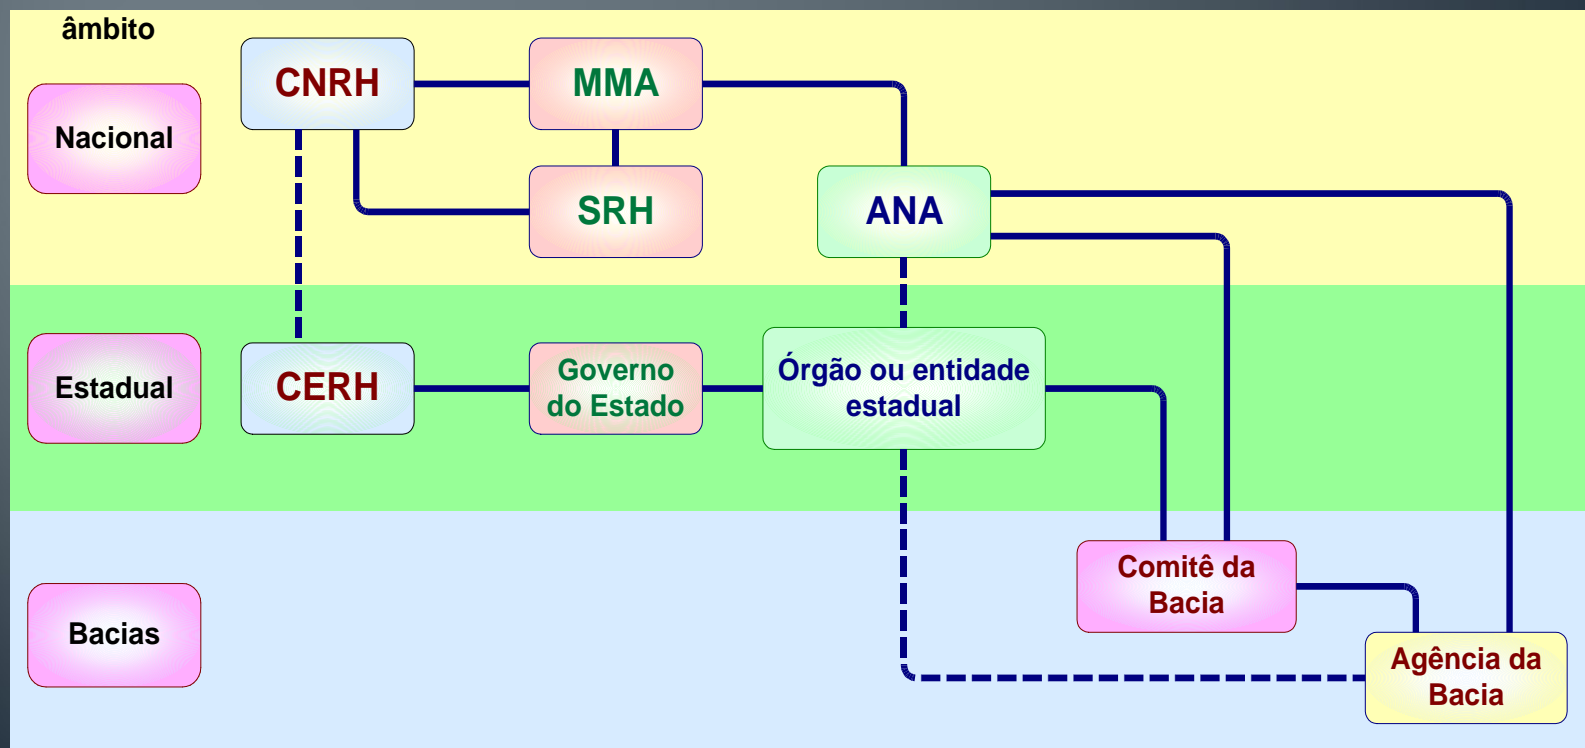 âmbito
CNRH
MMA
Nacional
SRH
ANA
Estadual
CERH
Governo
do Estado
Órgão ou entidade
estadual
Comitê da
Bacia
Bacias
Agência da
Bacia